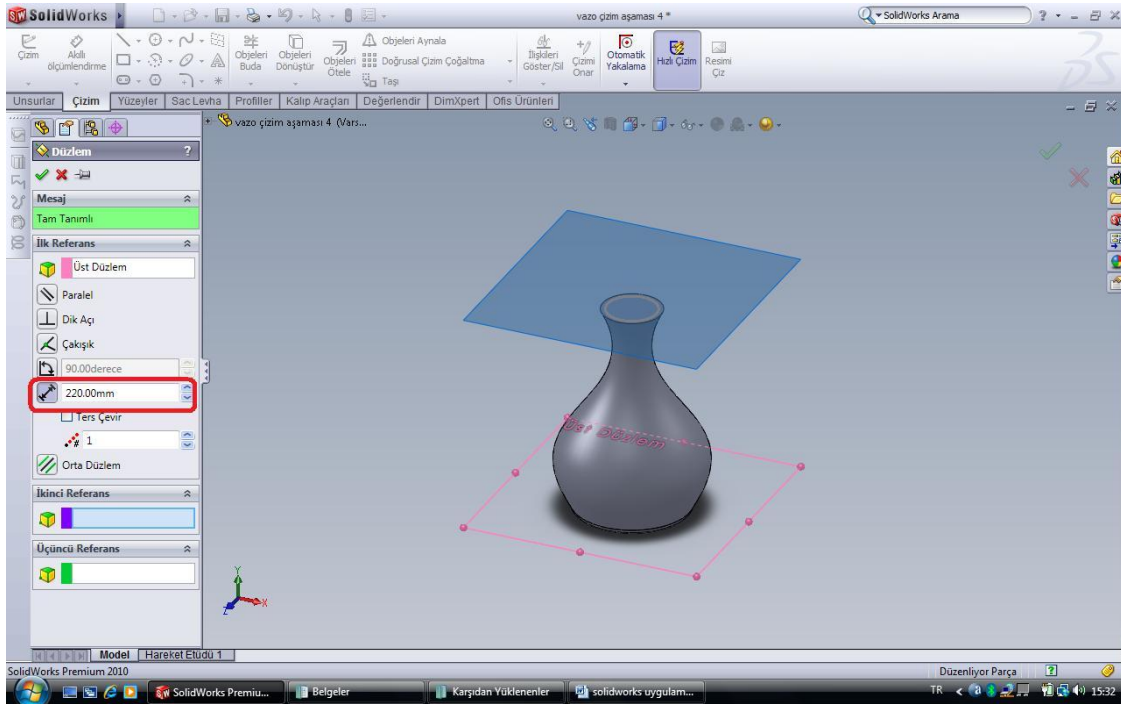 SolidWorks
vazo çizim aşaması 4 *
SolidWorks Arama
Çizim
Akıllı ölçümlendirme
Objeleri Buda
Objeleri Dönüştür
Objeleri Ötele
Objeleri Aynala
Doğrusal Çizim Çoğaltma
Taşı
İlişkileri Göster/Sil
Çizimi Onar
Otomatik Yakalama
Hızlı Çizim
Resimi Çiz
Unsurlar Çizim Yüzeyler Sac Levha Profiller Kalıp Araçları Değerlendir DimXpert Ofis Ürünleri
vazo çizim aşaması 4 (Vars...
Düzlem ?
Mesaj
Tam Tanımlı
İlk Referans
Üst Düzlem
Paralel
Dik Açı
Çakışık
90.00derece
220.00mm
Ters Çevir
# 1
Orta Düzlem
İkinci Referans
Üçüncü Referans
Üst Düzlem
Y
X
Z
Model Hareket Etüdü 1
SolidWorks Premium 2010
Düzenliyor Parça
SolidWorks Premiu...
Belgeler
Karşıdan Yüklenenler
solidworks uygulam...
TR
15:32